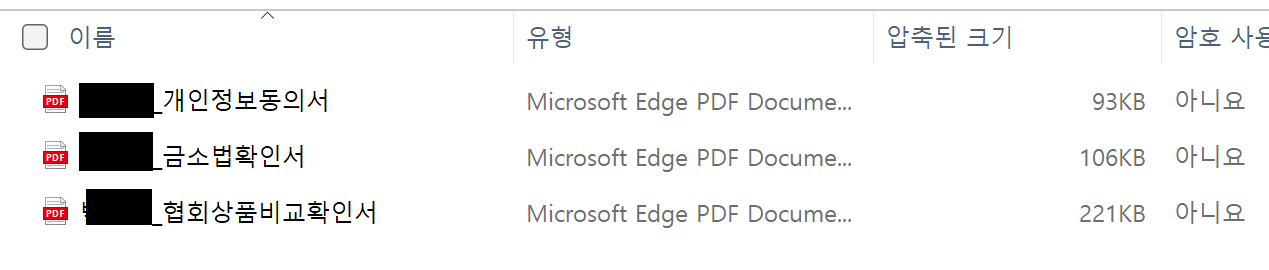 이름 유형 압축된 크기 암호 사용
PDF _개인정보동의서 Microsoft Edge PDF Docume... 93KB 아니요
PDF _금소법확인서 Microsoft Edge PDF Docume... 106KB 아니요
PDF _협회상품비교확인서 Microsoft Edge PDF Docume... 221KB 아니요